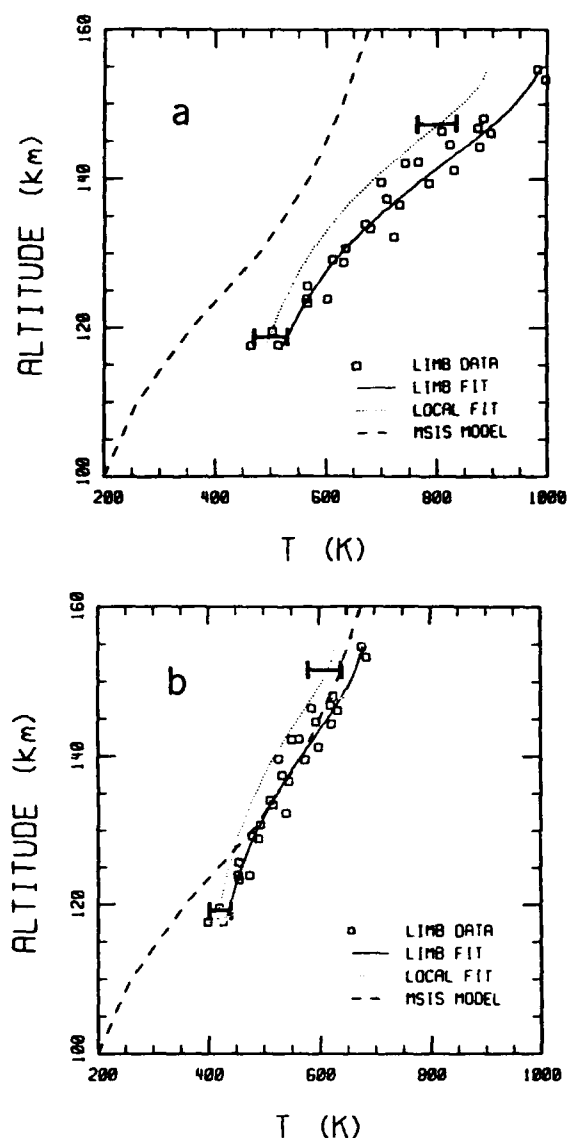 160
a
140
ALTITUDE (km)
120
100
LIMB DATA
LIMB FIT
LOCAL FIT
MSIS MODEL
200 400 600 800 1000
T (K)
160
b
140
ALTITUDE (km)
120
100
LIMB DATA
LIMB FIT
LOCAL FIT
MSIS MODEL
200 400 600 800 1000
T (K)